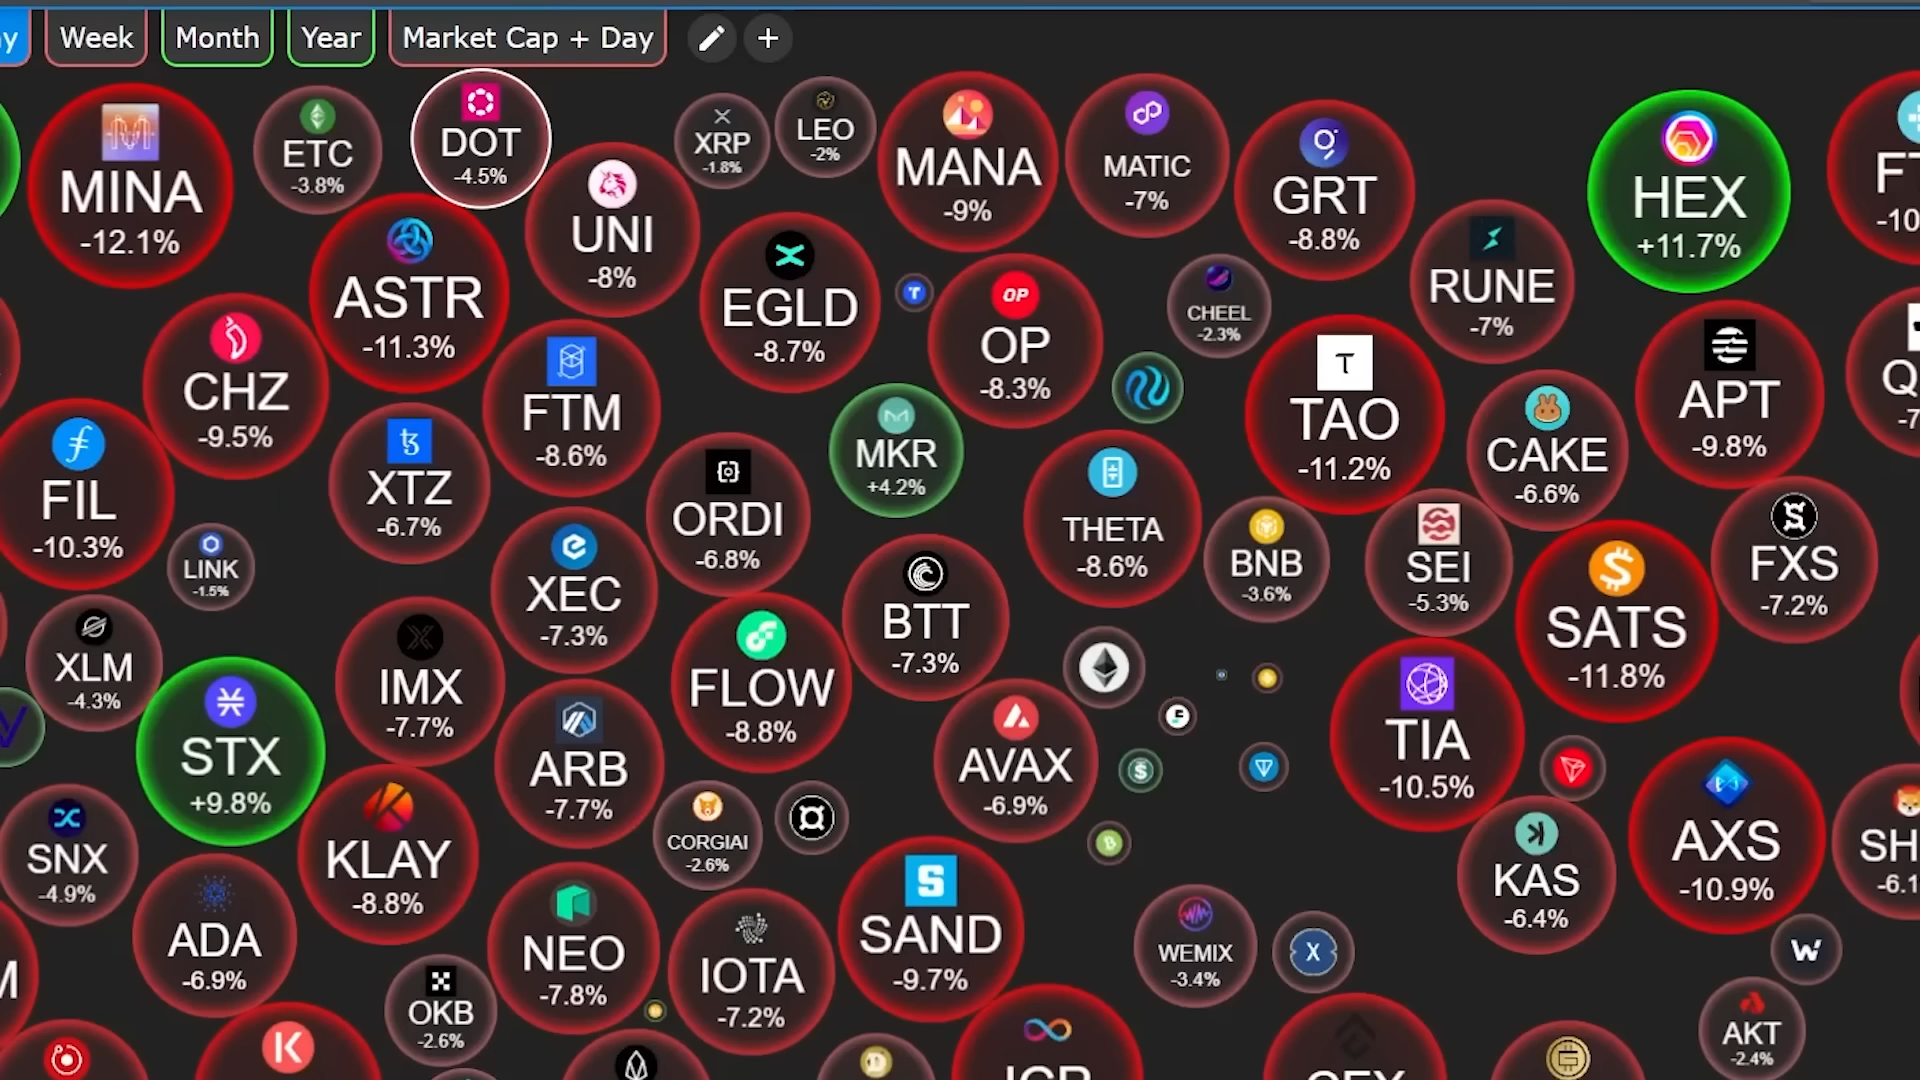 y
Week
Month
Year
Market Cap + Day
MINA
-12.1%
ETC
-3.8%
DOT
-4.5%
UNI
-8%
XRP
-1.8%
LEO
-2%
MANA
-9%
MATIC
-7%
GRT
-8.8%
HEX
+11.7%
FT
-10
ASTR
-11.3%
EGLD
-8.7%
T
OP
OP
-8.3%
CHEEL
-2.3%
RUNE
-7%
CHZ
-9.5%
FTM
-8.6%
MKR
+4.2%
τ
TAO
-11.2%
CAKE
-6.6%
APT
-9.8%
Q
-7
FIL
-10.3%
XTZ
-6.7%
ORDI
-6.8%
THETA
-8.6%
LINK
-1.5%
XEC
-7.3%
BTT
-7.3%
BNB
-3.6%
SEI
-5.3%
SATS
-11.8%
FXS
-7.2%
XLM
-4.3%
STX
+9.8%
IMX
-7.7%
FLOW
-8.8%
ARB
-7.7%
AVAX
-6.9%
$
TIA
-10.5%
SNX
-4.9%
KLAY
-8.8%
CORGIAI
-2.6%
KAS
-6.4%
AXS
-10.9%
SH
-6.1
ADA
-6.9%
NEO
-7.8%
IOTA
-7.2%
S
SAND
-9.7%
WEMIX
-3.4%
X
W
M
OKB
-2.6%
K
AKT
-2.4%